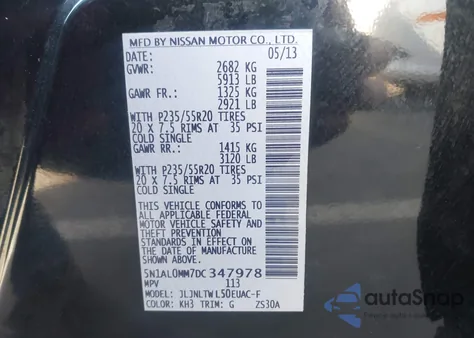 MFD BY NISSAN MOTOR CO., LTD.
DATE: 05/13
GVWR: 2682 KG
5913 LB
GAWR FR.: 1325 KG
2921 LB
WITH P235/55R20 TIRES
20 X 7.5 RIMS AT 35 PSI
COLD SINGLE
GAWR RR.: 1415 KG
3120 LB
WITH P235/55R20 TIRES
20 X 7.5 RIMS AT 35 PSI
COLD SINGLE
THIS VEHICLE CONFORMS TO
ALL APPLICABLE FEDERAL
MOTOR VEHICLE SAFETY
AND THEFT PREVENTION
STANDARDS IN EFFECT ON
THE DATE OF MANUFACTURE
SHOWN ABOVE.
5N1AL0MM7DC347978
MPV 113
MODEL: JLJNLTW L50EUAC-F
COLOR: KH3 TRIM: G ZS30A
autoSnap